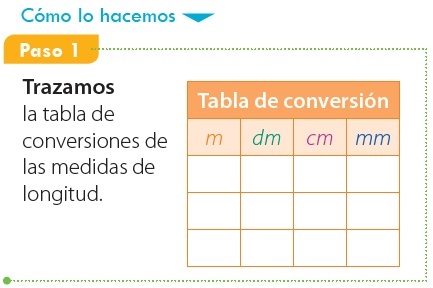 Cómo lo hacemos
Paso 1
Trazamos
la tabla de
conversiones de
las medidas de
longitud.
Tabla de conversión
m dm cm mm